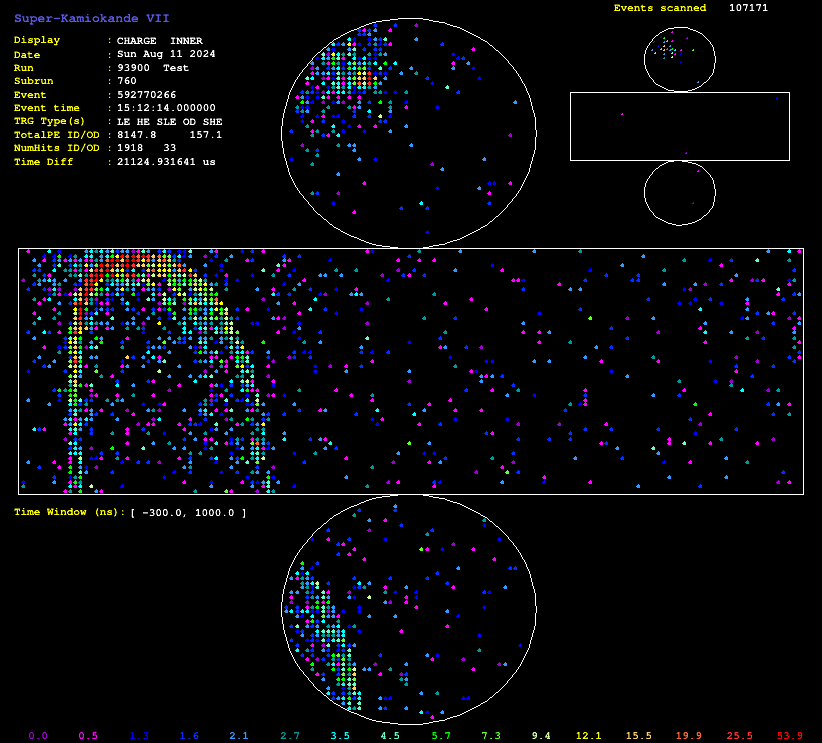 Events scanned 107171
Super-Kamiokande VII
Display : CHARGE INNER
Date : Sun Aug 11 2024
Run : 93900 Test
Subrun : 760
Event : 592770266
Event time : 15:12:14.000000
TRG Type(s) : LE HE SLE OD SHE
TotalPE ID/OD : 8147.8 157.1
NumHits ID/OD : 1918 33
Time Diff : 21124.931641 us
Time Window (ns): [ -300.0, 1000.0 ]
0.0 0.5 1.3 1.6 2.1 2.7 3.5 4.5 5.7 7.3 9.4 12.1 15.5 19.9 25.5 53.9